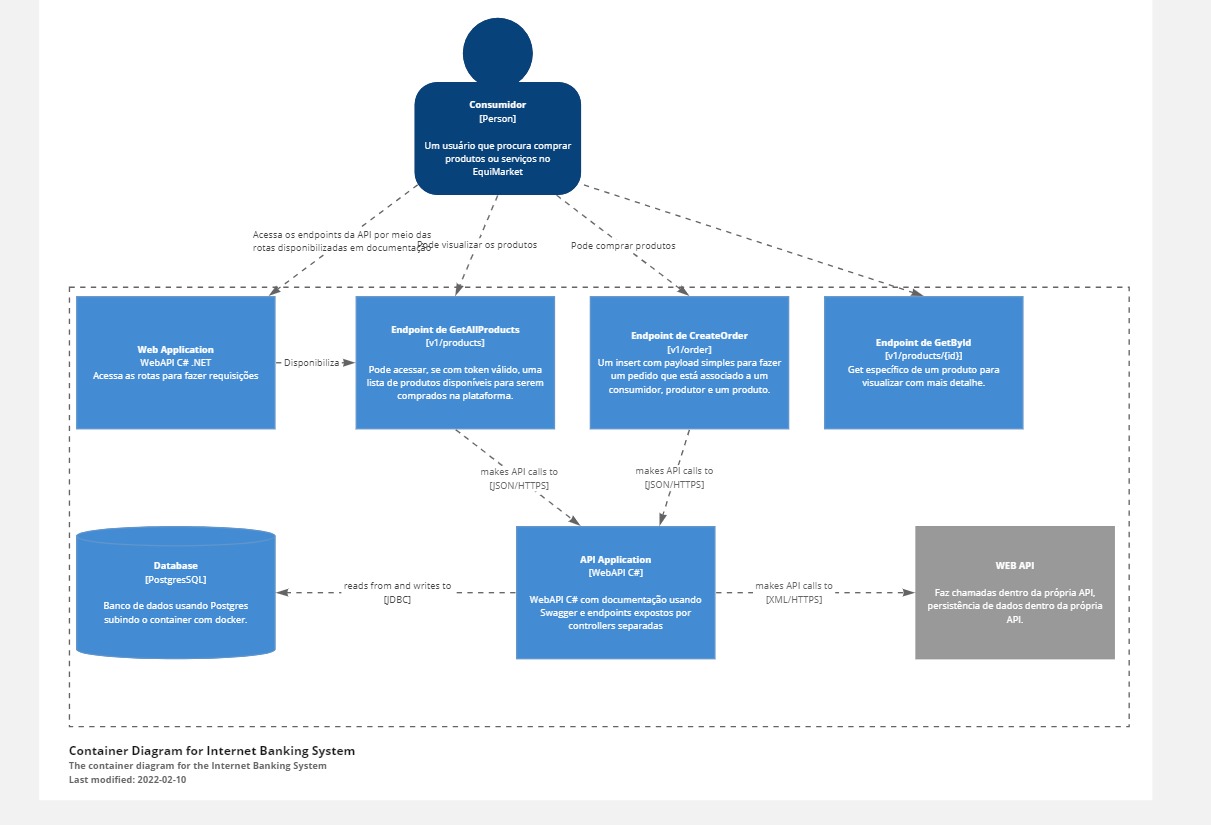 Consumidor
[Person]
Um usuário que procura comprar
produtos ou serviços no
EquiMarket
Acessa os endpoints da API por meio das
rotas disponibilizadas em documentação
Pode visualizar os produtos
Pode comprar produtos
Web Application
WebAPI C# .NET
Acessa as rotas para fazer requisições
Disponibiliza
Endpoint de GetAllProducts
[v1/products]
Pode acessar, se com token válido, uma
lista de produtos disponíveis para serem
comprados na plataforma.
Endpoint de CreateOrder
[v1/order]
Um insert com payload simples para fazer
um pedido que está associado a um
consumidor, produtor e um produto.
Endpoint de GetById
[v1/products/{id}]
Get específico de um produto para
visualizar com mais detalhe.
makes API calls to
[JSON/HTTPS]
makes API calls to
[JSON/HTTPS]
Database
[PostgresSQL]
Banco de dados usando Postgres
subindo o container com docker.
reads from and writes to
[JDBC]
API Application
[WebAPI C#]
WebAPI C# com documentação usando
Swagger e endpoints expostos por
controllers separadas
makes API calls to
[XML/HTTPS]
WEB API
Faz chamadas dentro da própria API,
persistência de dados dentro da própria
API.
Container Diagram for Internet Banking System
The container diagram for the Internet Banking System
Last modified: 2022-02-10